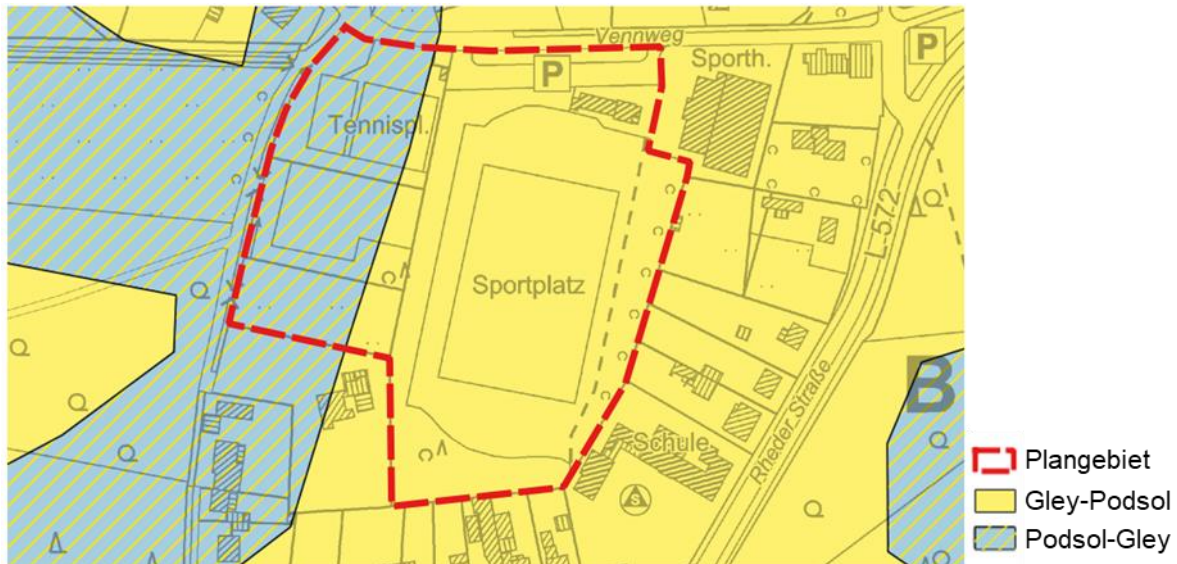 Vennweg
P
Sporth.
P
Tennispl.
L 572
Sportplatz
B
Rheder Straße
Schule
S
Plangebiet
Gley-Podsol
Podsol-Gley